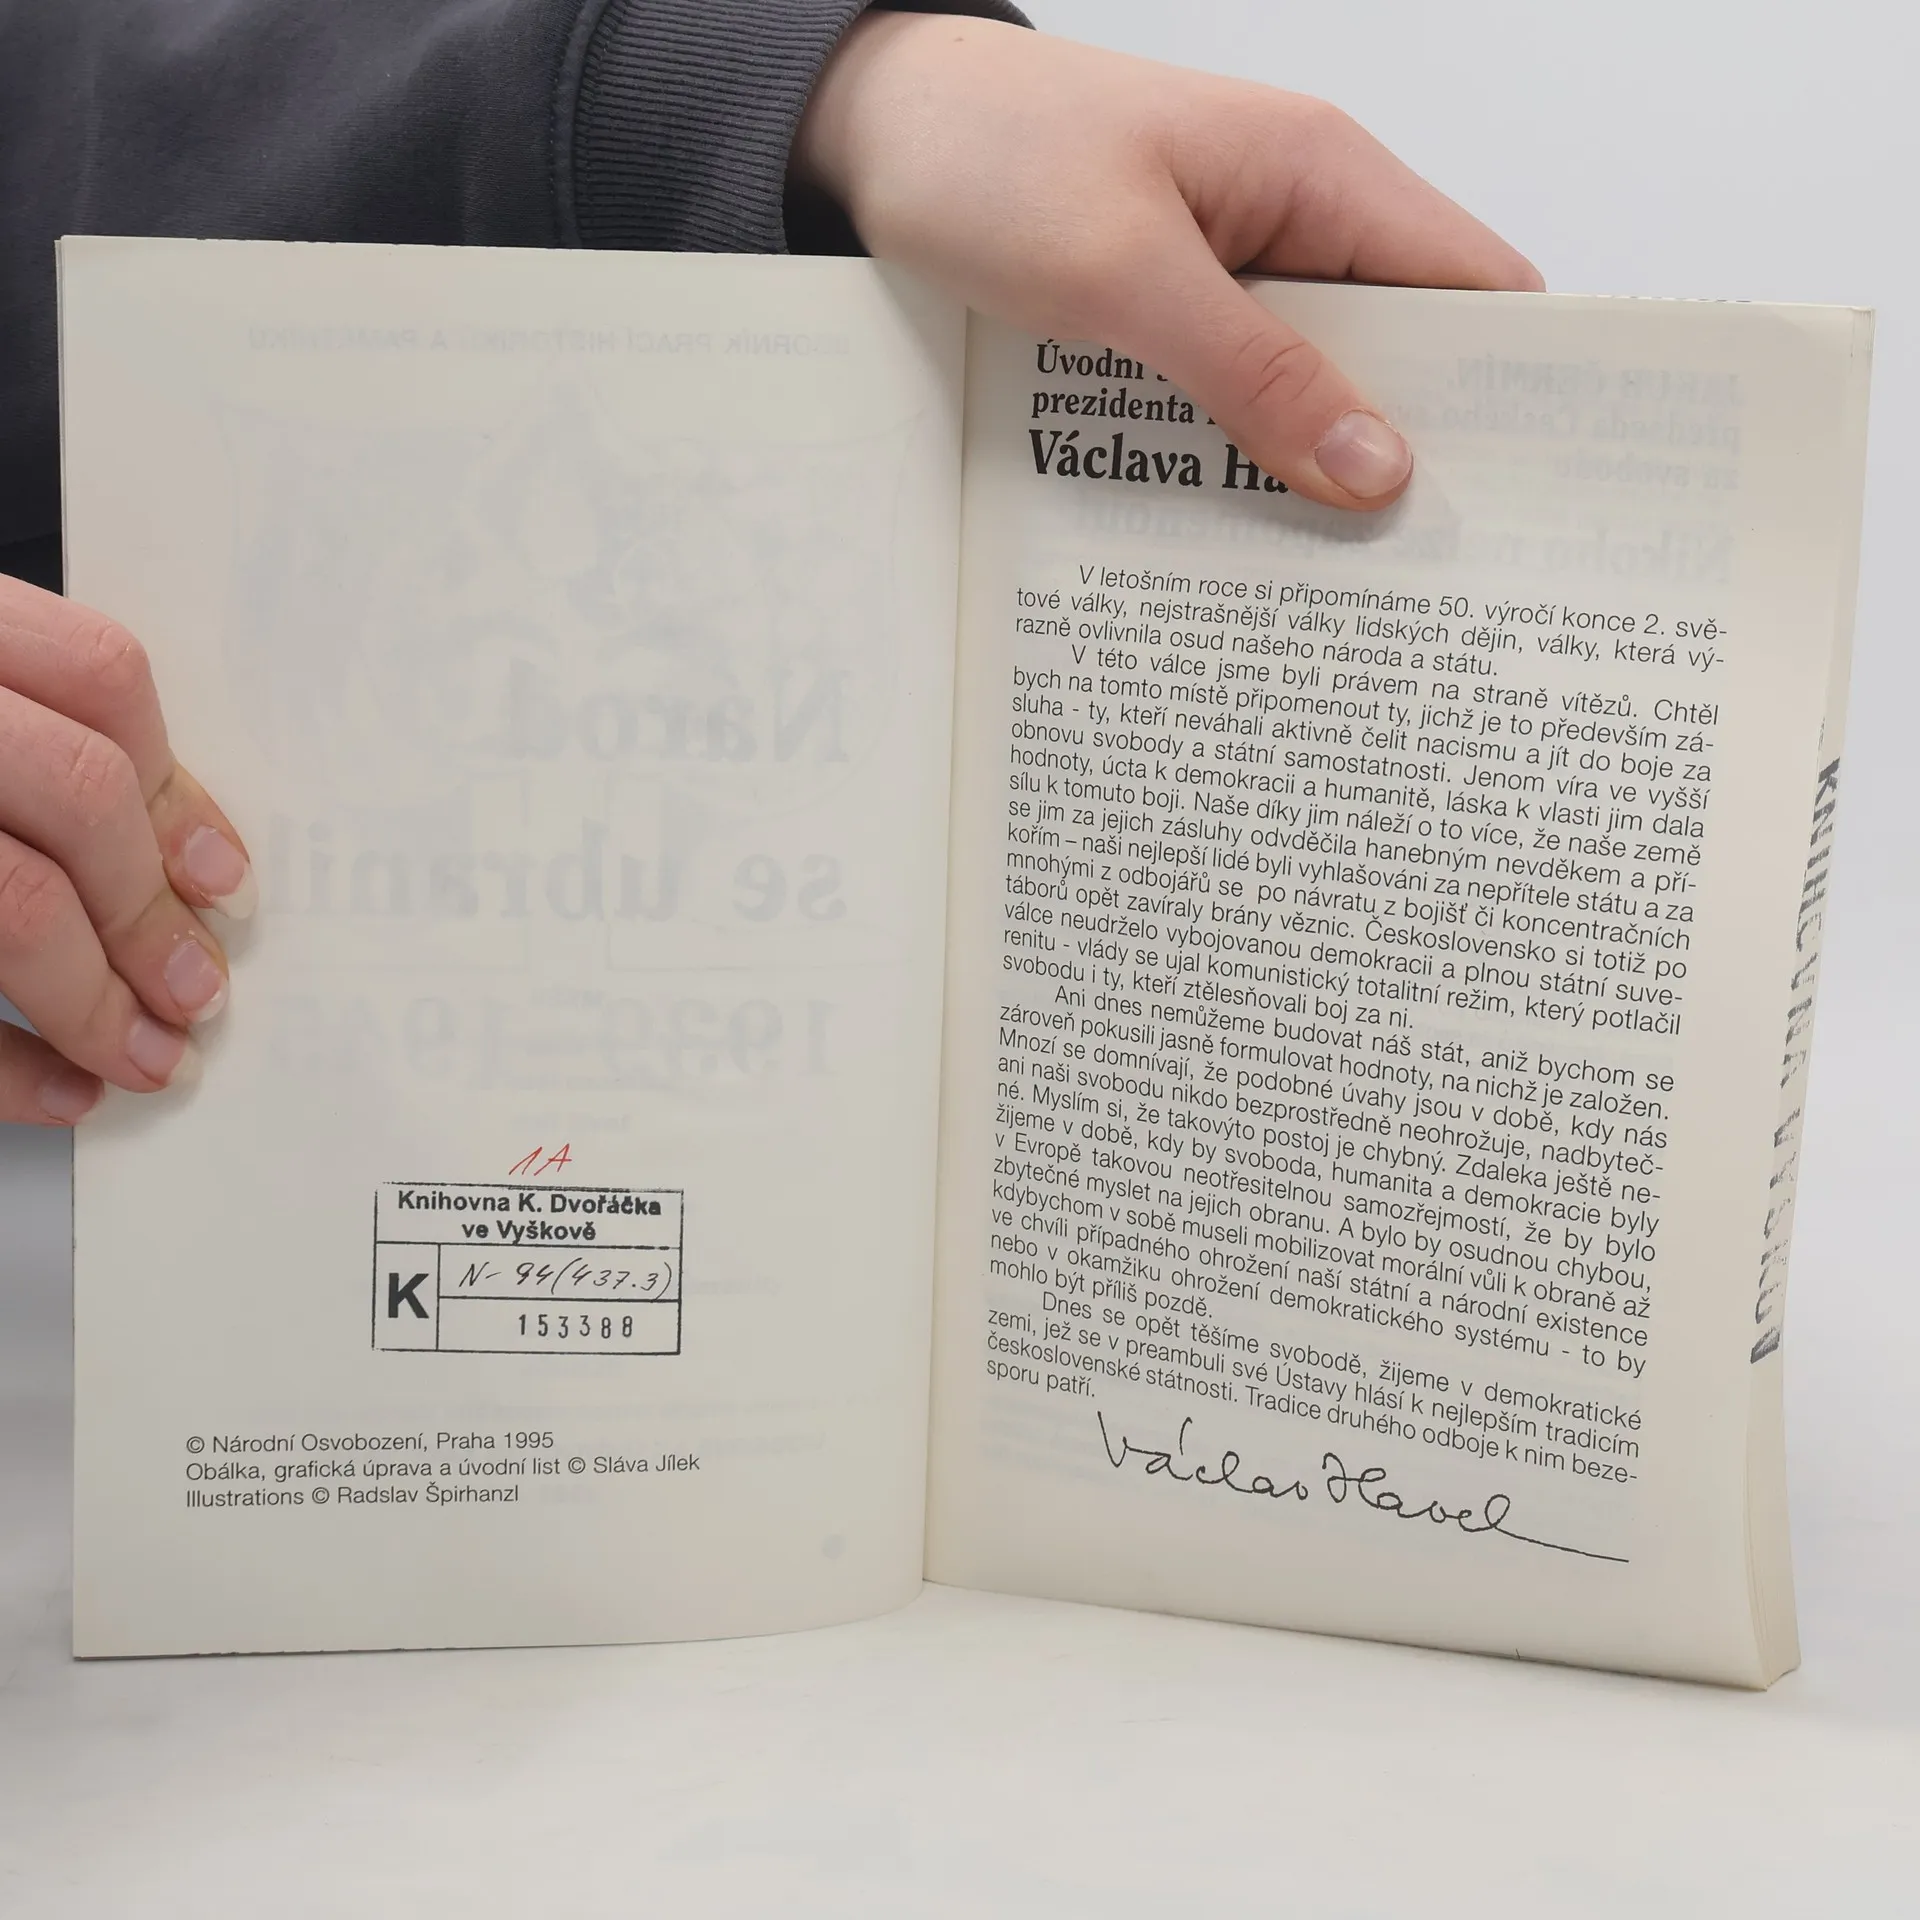 1A
Knihovna K. Dvořáčka
ve Vyškově
K
N- 94(437.3)
153388
© Národní Osvobození, Praha 1995
Obálka, grafická úprava a úvodní list © Sláva Jílek
Illustrations © Radslav Špirhanzl
Úvodní
prezidenta
Václava
V letošním roce si připomínáme 50. výročí konce 2. svě-
tové války, nejstrašnější války lidských dějin, války, která vý-
razně ovlivnila osud našeho národa a státu.
V této válce jsme byli právem na straně vítězů. Chtěl
bych na tomto místě připomenout ty, jichž je to především zá-
sluha - ty, kteří neváhali aktivně čelit nacismu a jít do boje za
obnovu svobody a státní samostatnosti. Jenom víra ve vyšší
hodnoty, úcta k demokracii a humanitě, láska k vlasti jim dala
sílu k tomuto boji. Naše díky jim náleží o to více, že naše země
se jim za jejich zásluhy odvděčila hanebným nevděkem a pří-
kořím – naši nejlepší lidé byli vyhlašováni za nepřítele státu a za
mnohými z odbojářů se po návratu z bojišť či koncentračních
táborů opět zavíraly brány věznic. Československo si totiž po
válce neudrželo vybojovanou demokracii a plnou státní suve-
renitu - vlády se ujal komunistický totalitní režim, který potlačil
svobodu i ty, kteří ztělesňovali boj za ni.
Ani dnes nemůžeme budovat náš stát, aniž bychom se
zároveň pokusili jasně formulovat hodnoty, na nichž je založen.
Mnozí se domnívají, že podobné úvahy jsou v době, kdy nás
ani naši svobodu nikdo bezprostředně neohrožuje, nadbyteč-
né. Myslím si, že takovýto postoj je chybný. Zdaleka ještě ne-
žijeme v době, kdy by svoboda, humanita a demokracie byly
v Evropě takovou neotřesitelnou samozřejmostí, že by bylo
zbytečné myslet na jejich obranu. A bylo by osudnou chybou,
kdybychom v sobě museli mobilizovat morální vůli k obraně až
ve chvíli případného ohrožení naší státní a národní existence
nebo v okamžiku ohrožení demokratického systému - to by
mohlo být příliš pozdě.
Dnes se opět těšíme svobodě, žijeme v demokratické
zemi, jež se v preambuli své Ústavy hlásí k nejlepším tradicím
československé státnosti. Tradice druhého odboje k nim beze-
sporu patří.
Václav Havel